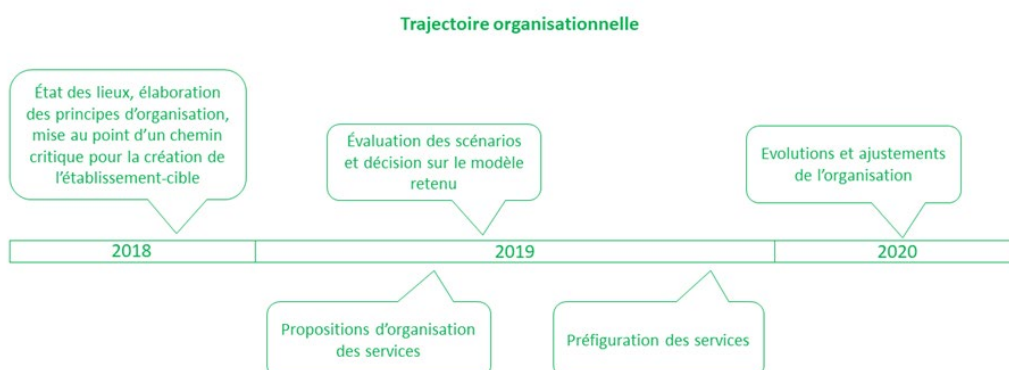 Trajectoire organisationnelle
État des lieux, élaboration
des principes d'organisation,
mise au point d'un chemin
critique pour la création de
l'établissement-cible
Évaluation des scénarios
et décision sur le modèle
retenu
Evolutions et ajustements
de l'organisation
2018
2019
2020
Propositions d'organisation
des services
Préfiguration des services